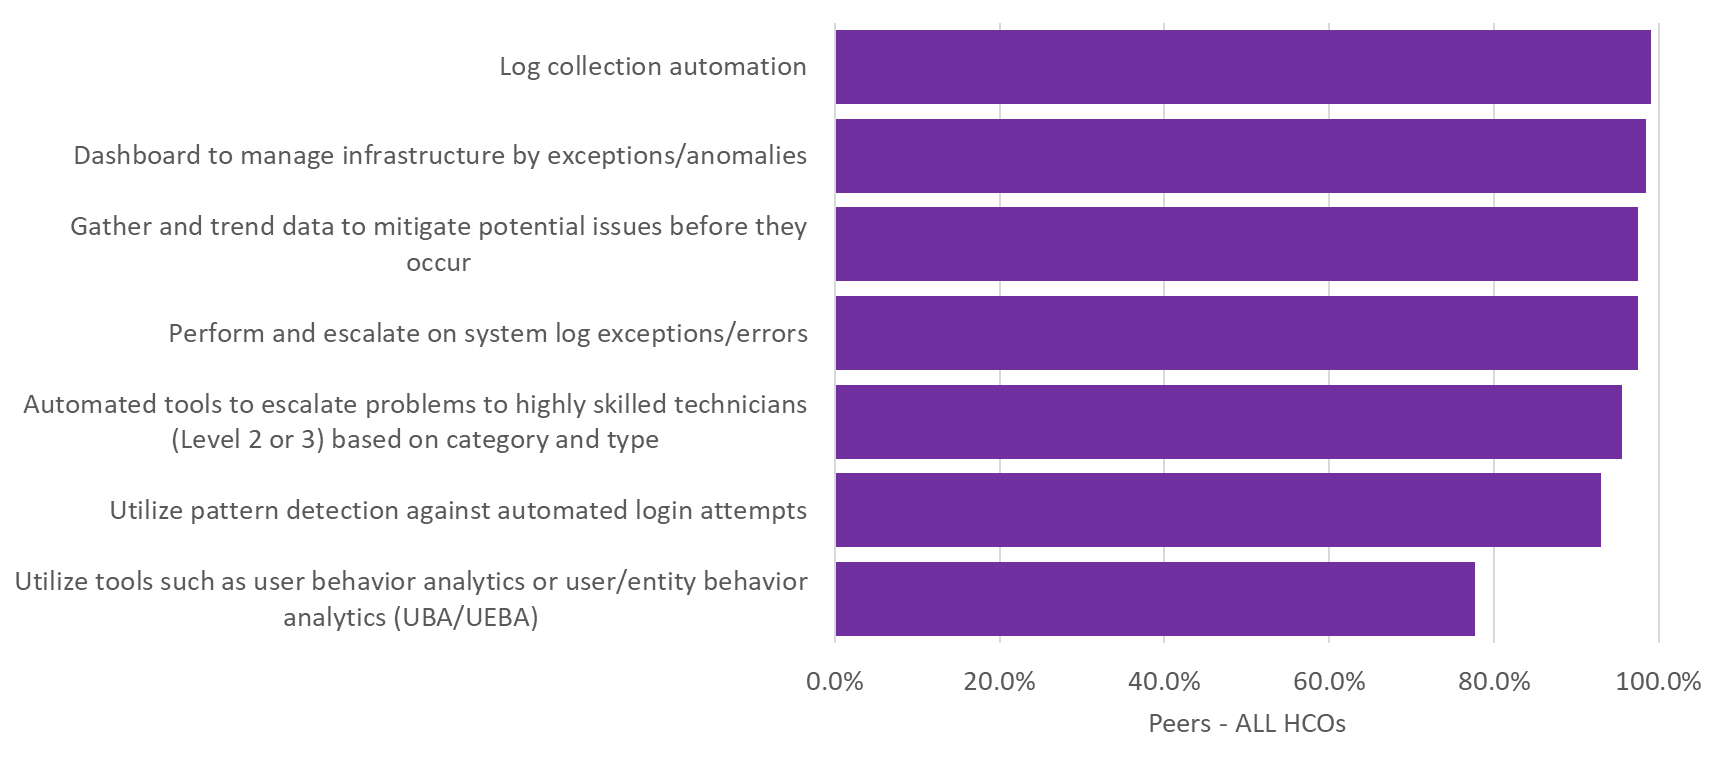 Log collection automation
Dashboard to manage infrastructure by exceptions/anomalies
Gather and trend data to mitigate potential issues before they
occur
Perform and escalate on system log exceptions/errors
Automated tools to escalate problems to highly skilled technicians
(Level 2 or 3) based on category and type
Utilize pattern detection against automated login attempts
Utilize tools such as user behavior analytics or user/entity behavior
analytics (UBA/UEBA)
0.0% 20.0% 40.0% 60.0% 80.0% 100.0%
Peers - ALL HCOs